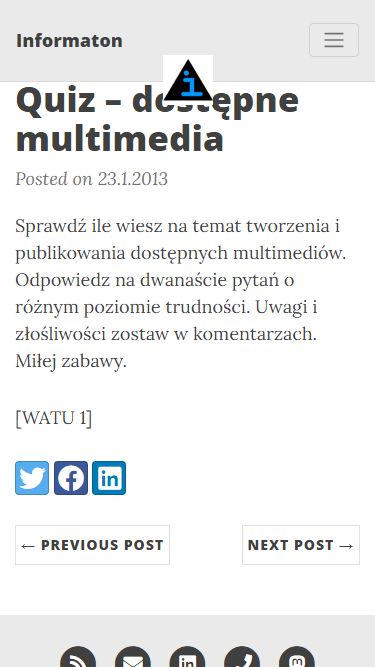 Informaton
Quiz – dostępne
multimedia
Posted on 23.1.2013
Sprawdź ile wiesz na temat tworzenia i
publikowania dostępnych multimediów.
Odpowiedz na dwanaście pytań o
różnym poziomie trudności. Uwagi i
złośliwości zostaw w komentarzach.
Miłej zabawy.
[WATU 1]
← PREVIOUS POST
NEXT POST →